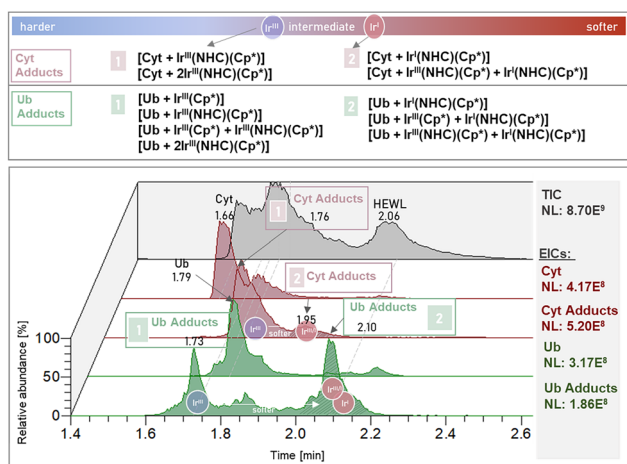 harder Ir^III intermediate Ir^I softer
Cyt Adducts
1
[Cyt + Ir^III(NHC)(Cp*)]
[Cyt + 2Ir^III(NHC)(Cp*)]
2
[Cyt + Ir^I(NHC)(Cp*)]
[Cyt + Ir^III(NHC)(Cp*) + Ir^I(NHC)(Cp*)]
Ub Adducts
1
[Ub + Ir^III(Cp*)]
[Ub + Ir^III(NHC)(Cp*)]
[Ub + Ir^III(Cp*) + Ir^III(NHC)(Cp*)]
[Ub + 2Ir^III(NHC)(Cp*)]
2
[Ub + Ir^I(NHC)(Cp*)]
[Ub + Ir^III(Cp*) + Ir^I(NHC)(Cp*)]
[Ub + Ir^III(NHC)(Cp*) + Ir^I(NHC)(Cp*)]
Cyt
1.66
1 Cyt Adducts
1.76
HEWL
2.06
TIC
NL: 8.70E^9
Ub
1.79
2 Cyt Adducts
EICs:
Cyt
NL: 4.17E^8
1 Ub Adducts
1.73
Ir^III softer
1.95
Ub Adducts 2
2.10
Cyt Adducts
NL: 5.20E^8
Ub
NL: 3.17E^8
Ub Adducts
NL: 1.86E^8
Ir^III softer Ir^I
Relative abundance [%]
100
50
0
1.4 1.6 1.8 2.0 2.2 2.4 2.6
Time [min]